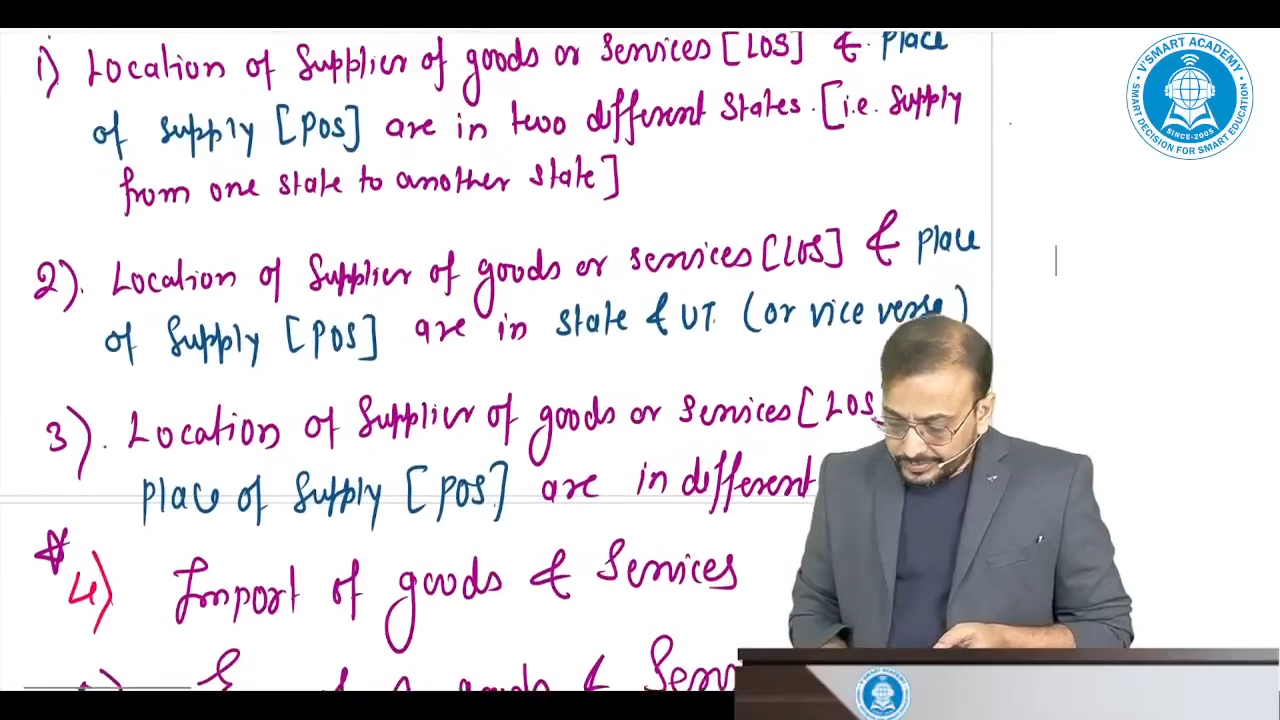 1) Location of Supplier of goods or Services [LOS] & Place
of Supply [POS] are in two different States. [i.e. Supply
from one state to another state]
2). Location of Supplier of goods or services [LOS] & place
of Supply [POS] are in state & UT. (or vice verse)
3). Location of Supplier of goods or Services [LOS
place of Supply [POS] are in different
4) Import of goods & Services
goods &
V'SMART ACADEMY
SINCE-2005
SMART DECISION FOR SMART EDUCATION